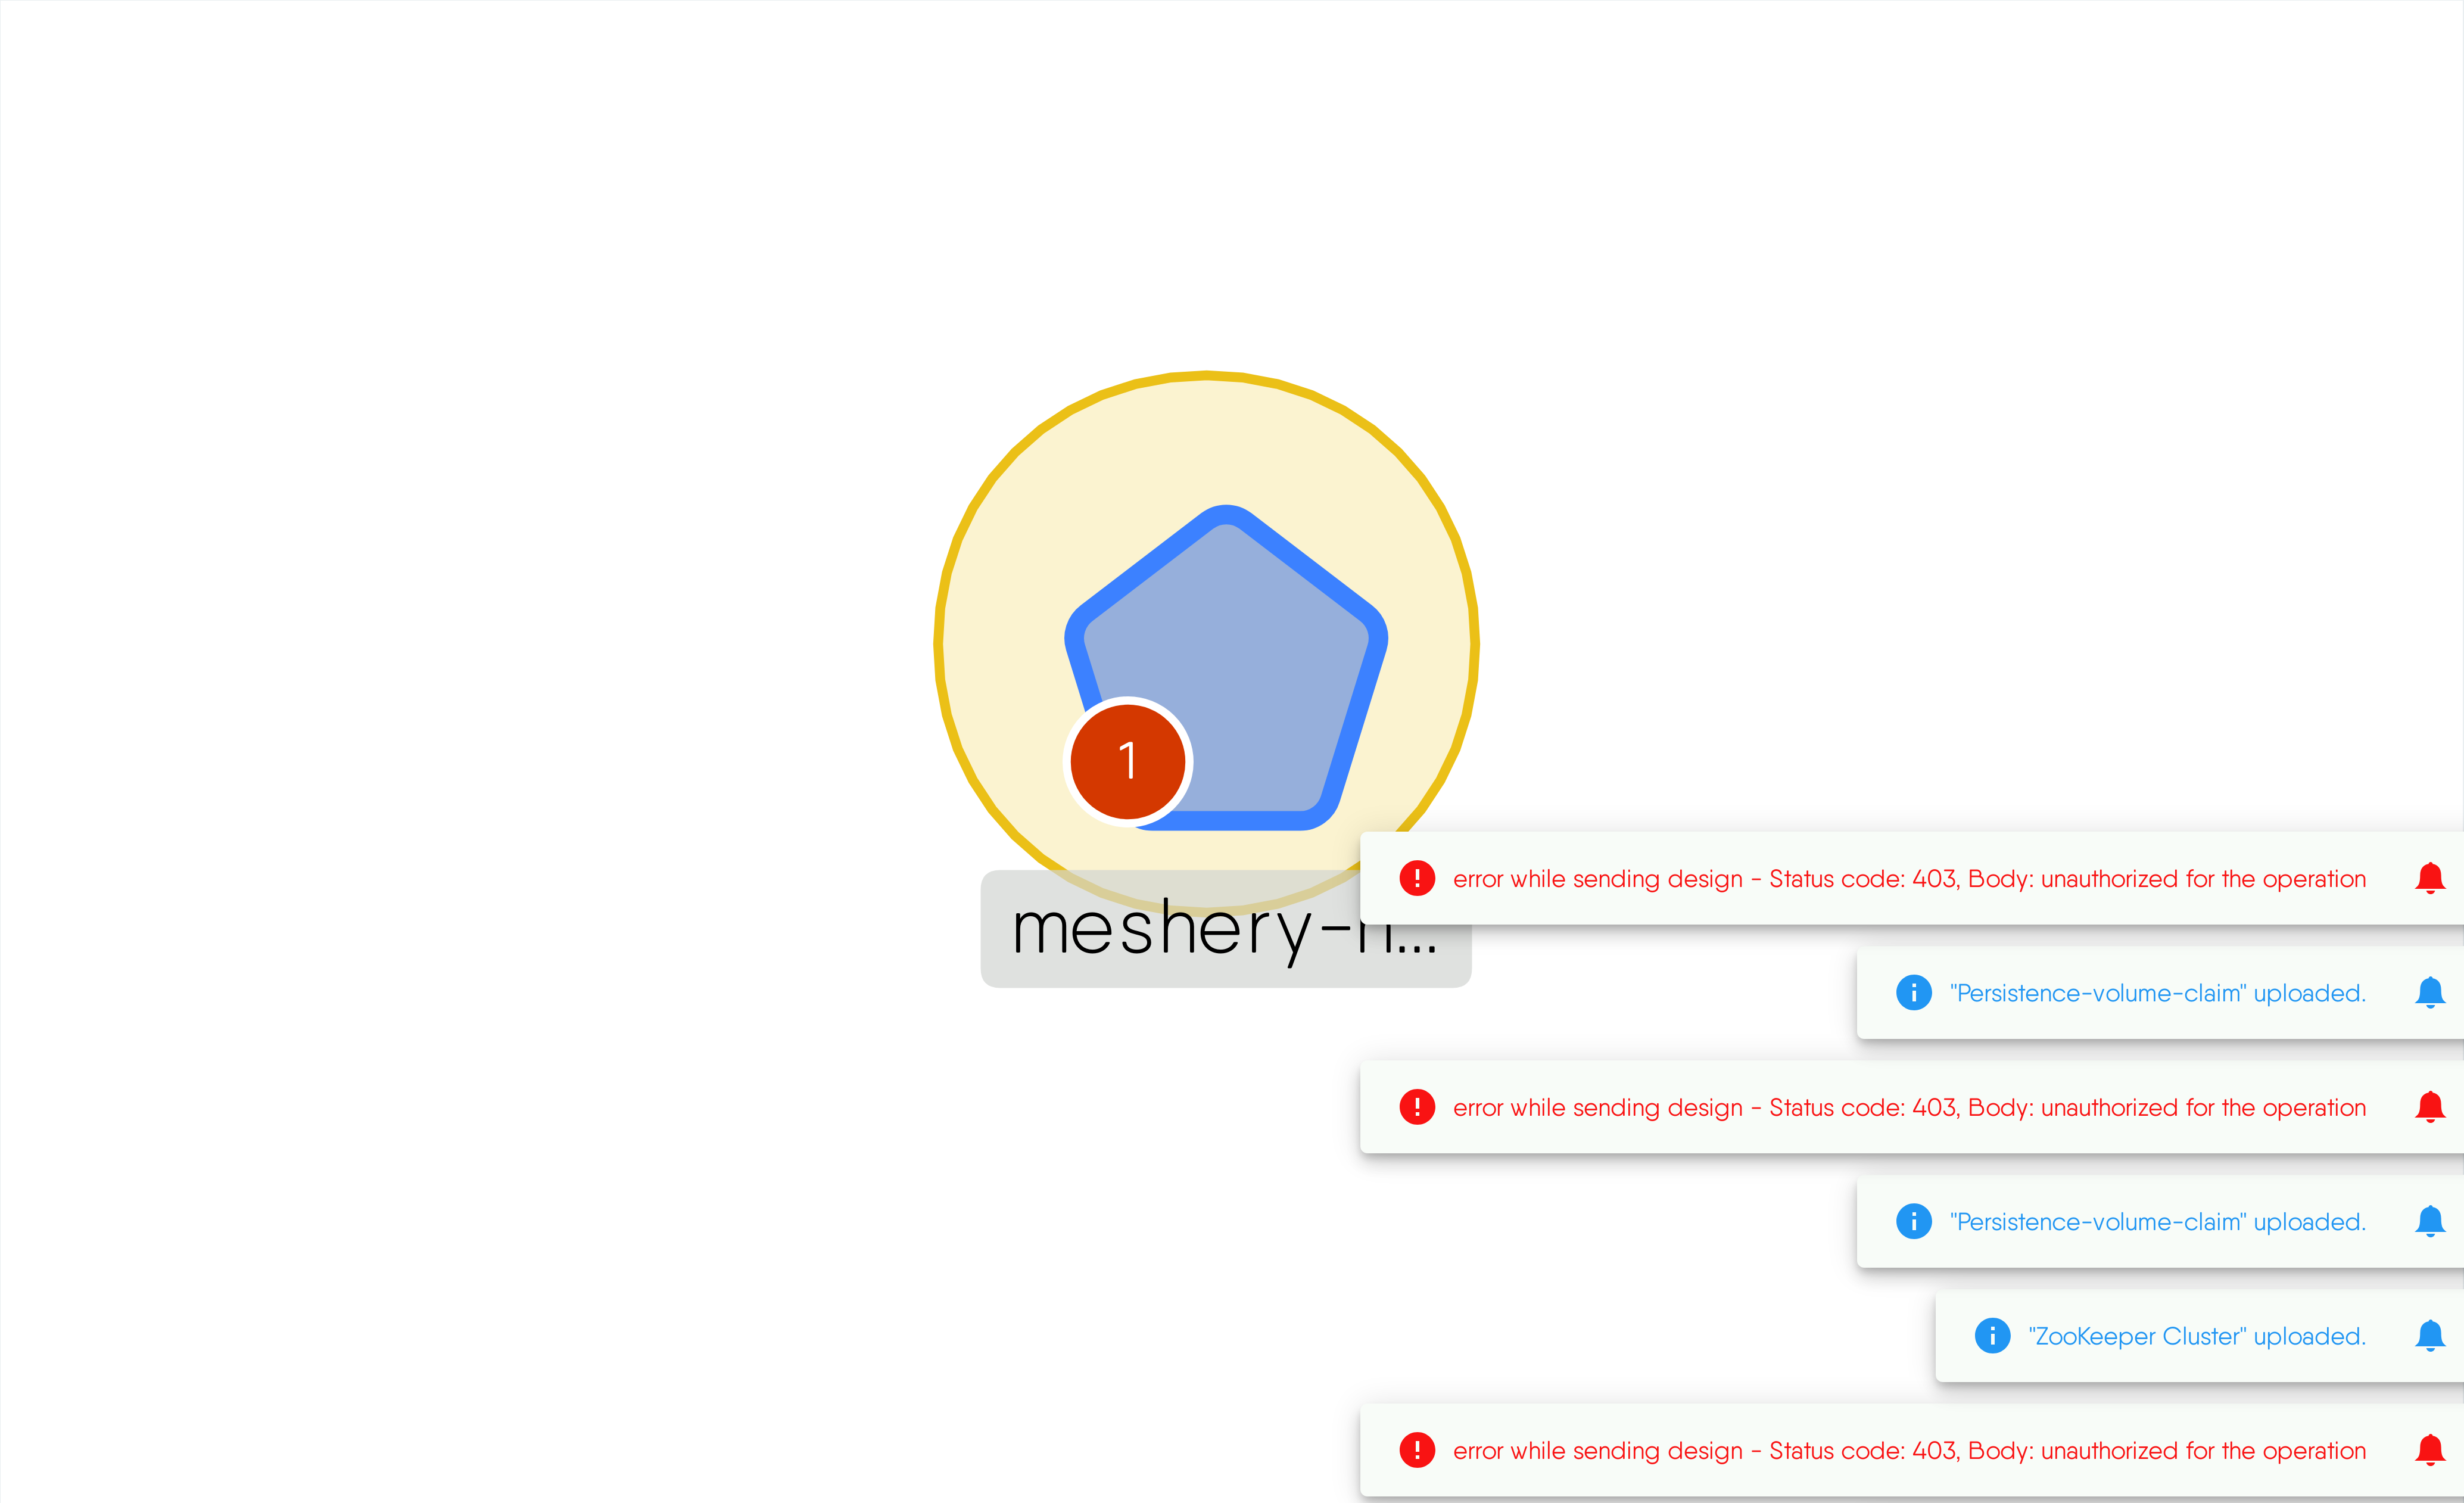 1
error while sending design - Status code: 403, Body: unauthorized for the operation
meshery-n...
"Persistence-volume-claim" uploaded.
error while sending design - Status code: 403, Body: unauthorized for the operation
"Persistence-volume-claim" uploaded.
"ZooKeeper Cluster" uploaded.
error while sending design - Status code: 403, Body: unauthorized for the operation